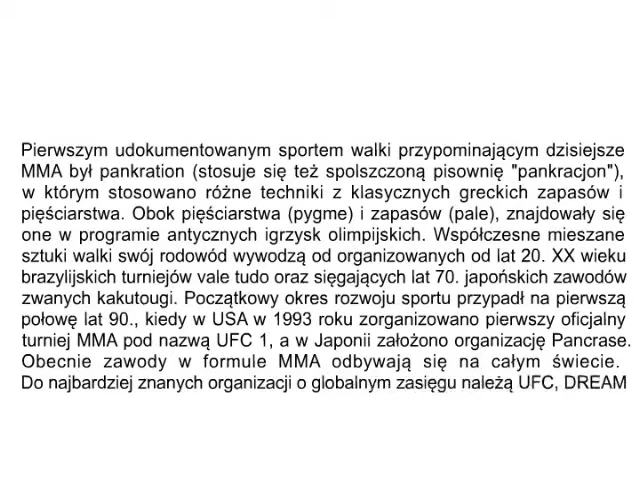 Pierwszym udokumentowanym sportem walki przypominającym dzisiejsze
MMA był pankration (stosuje się też spolszczoną pisownię "pankracjon"),
w którym stosowano różne techniki z klasycznych greckich zapasów i
pięściarstwa. Obok pięściarstwa (pygme) i zapasów (pale), znajdowały się
one w programie antycznych igrzysk olimpijskich. Współczesne mieszane
sztuki walki swój rodowód wywodzą od organizowanych od lat 20. XX wieku
brazylijskich turniejów vale tudo oraz sięgających lat 70. japońskich zawodów
zwanych kakutougi. Początkowy okres rozwoju sportu przypadł na pierwszą
połowę lat 90., kiedy w USA w 1993 roku zorganizowano pierwszy oficjalny
turniej MMA pod nazwą UFC 1, a w Japonii założono organizację Pancrase.
Obecnie zawody w formule MMA odbywają się na całym świecie.
Do najbardziej znanych organizacji o globalnym zasięgu należą UFC, DREAM